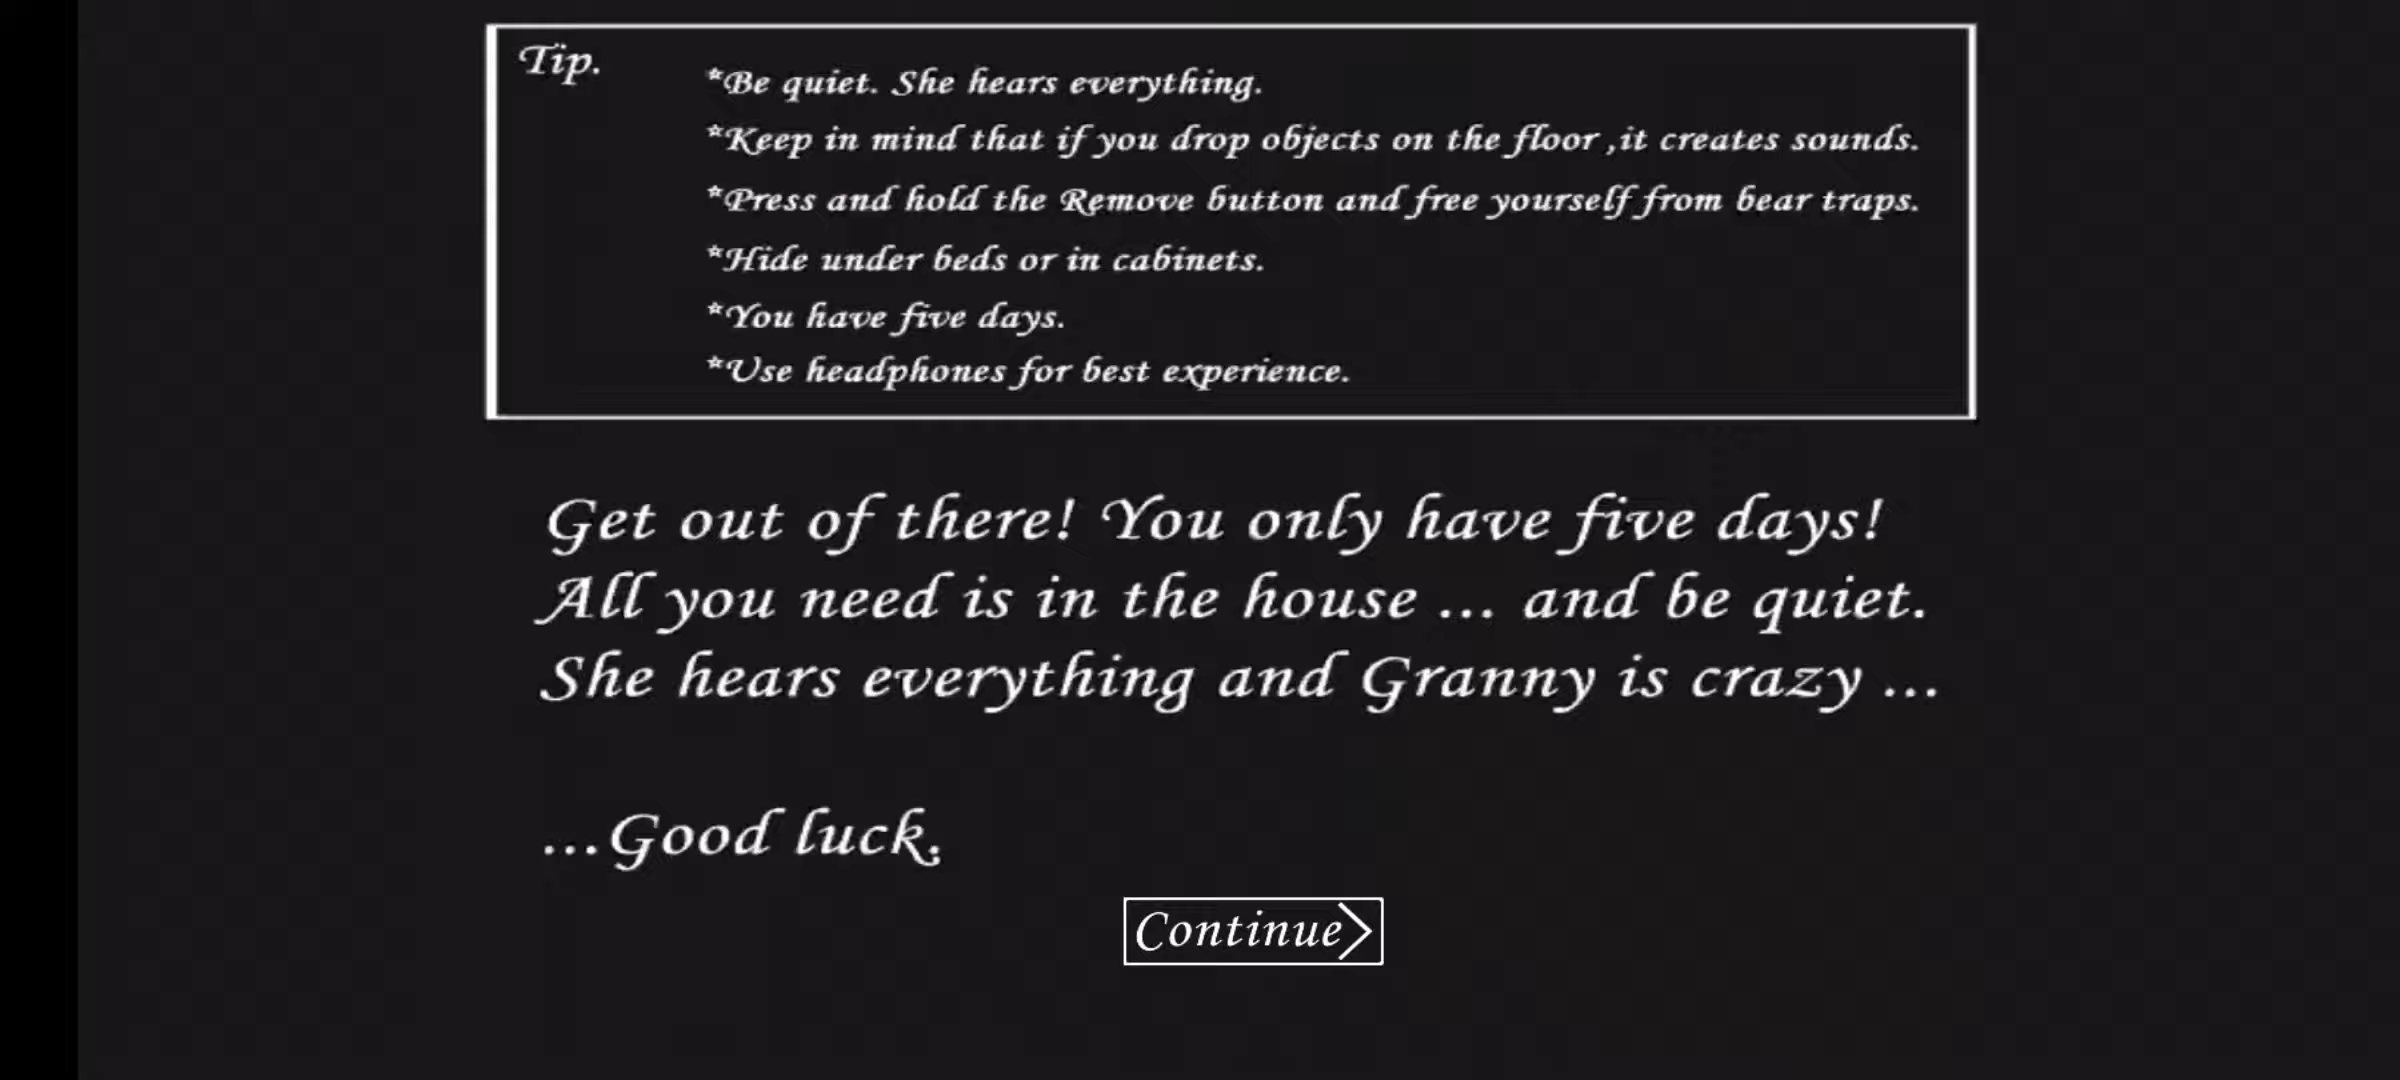 Tip.
*Be quiet. She hears everything.
*Keep in mind that if you drop objects on the floor ,it creates sounds.
*Press and hold the Remove button and free yourself from bear traps.
*Hide under beds or in cabinets.
*You have five days.
*Use headphones for best experience.
Get out of there! You only have five days!
All you need is in the house ... and be quiet.
She hears everything and Granny is crazy ...
...Good luck.
Continue>